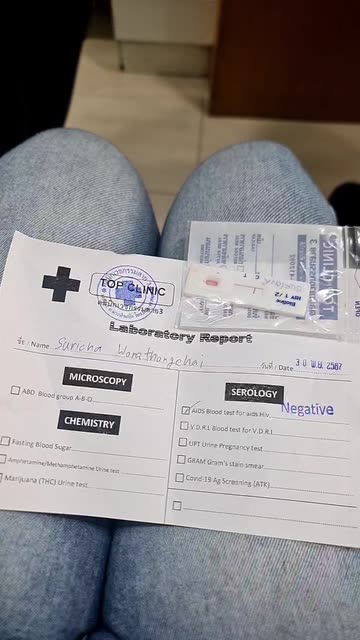 TOP CLINIC
HIV 1/2
Laboratory Report
ชื่อ / Name Suricha Worathangchai
วันที่ / Date 30 พ.ย. 2567
MICROSCOPY
ABO Blood group A-B-O
CHEMISTRY
Fasting Blood Sugar
Amphetamine/Methamphetamine Urine test
Marijuana (THC) Urine test
SEROLOGY
AIDS Blood test for aids Hiv. Negative
V.D.R.L Blood test for V.D.R.L
UPT Urine Pregnancy test
GRAM Gram's stain smear
Covid-19 Ag Screening (ATK)